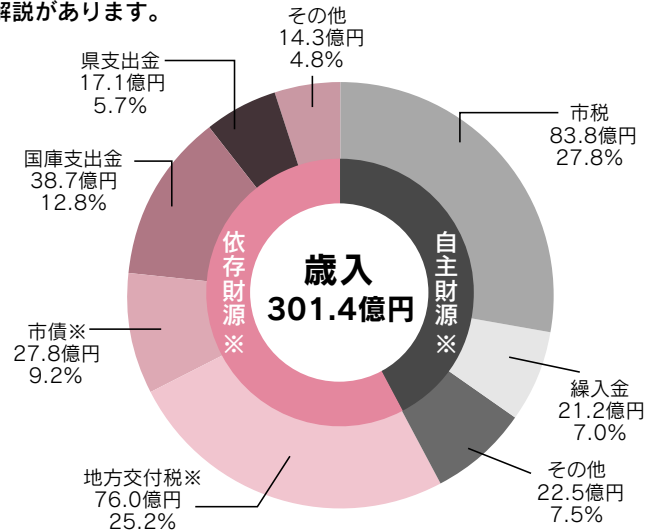 解説があります。
その他
14.3億円
4.8%
県支出金
17.1億円
5.7%
国庫支出金
38.7億円
12.8%
市債※
27.8億円
9.2%
地方交付税※
76.0億円
25.2%
市税
83.8億円
27.8%
繰入金
21.2億円
7.0%
その他
22.5億円
7.5%
依存財源※
自主財源※
歳入
301.4億円